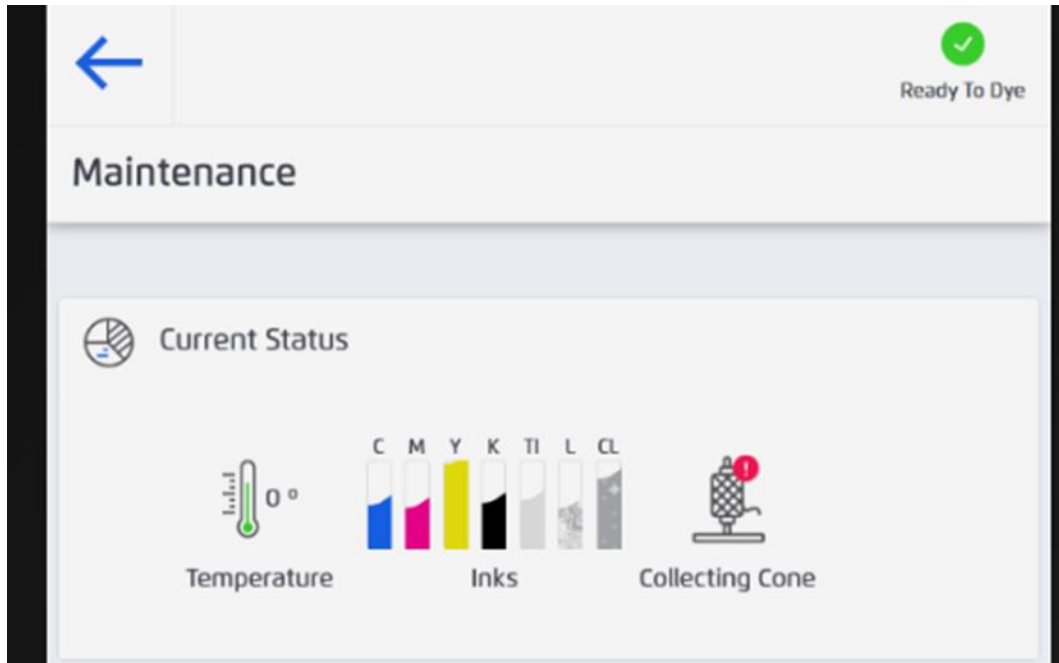 Ready To Dye
Maintenance
Current Status
C M Y K TI L CL
0 °
Temperature
Inks
Collecting Cone